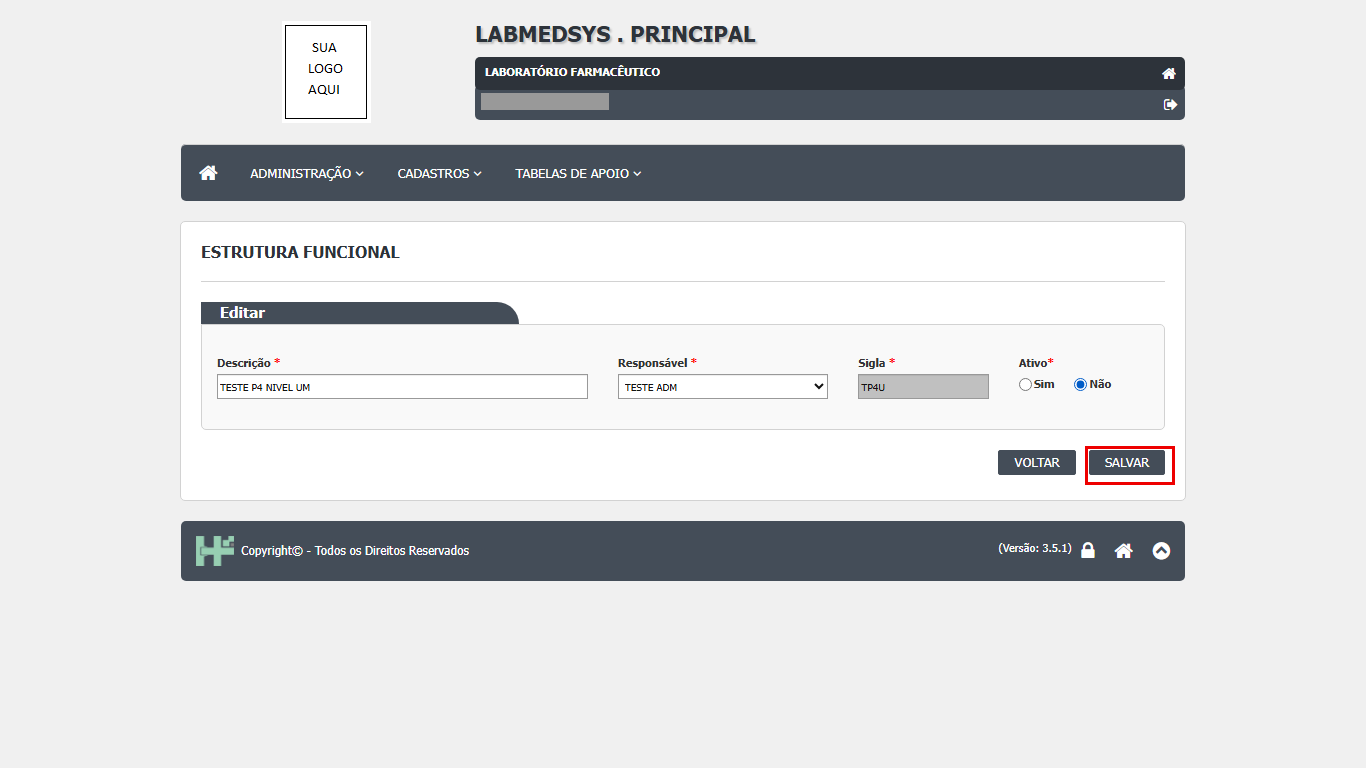 SUA
LOGO
AQUI
LABMEDSYS . PRINCIPAL
LABORATÓRIO FARMACÊUTICO
ADMINISTRAÇÃO
CADASTROS
TABELAS DE APOIO
ESTRUTURA FUNCIONAL
Editar
Descrição * Responsável * Sigla * Ativo*
TESTE P4 NIVEL UM TESTE ADM TP4U Sim Não
VOLTAR SALVAR
Copyright© - Todos os Direitos Reservados (Versão: 3.5.1)